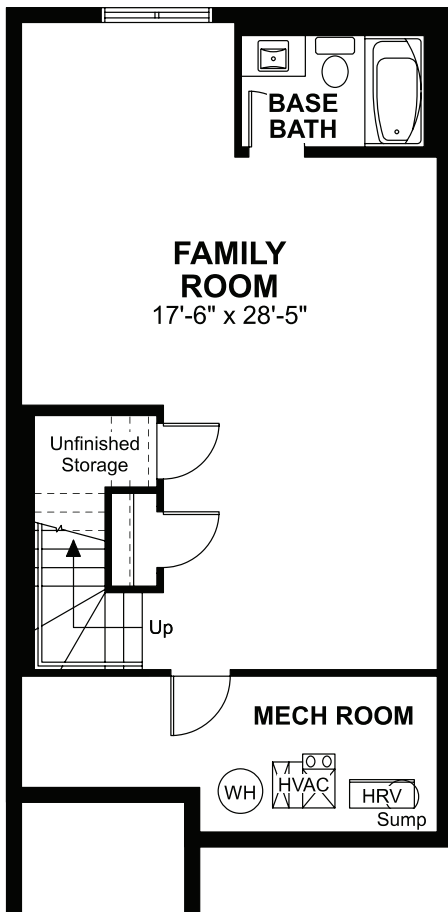 BASE
BATH
FAMILY
ROOM
17'-6" x 28'-5"
Unfinished
Storage
Up
MECH ROOM
WH
HVAC
HRV
Sump